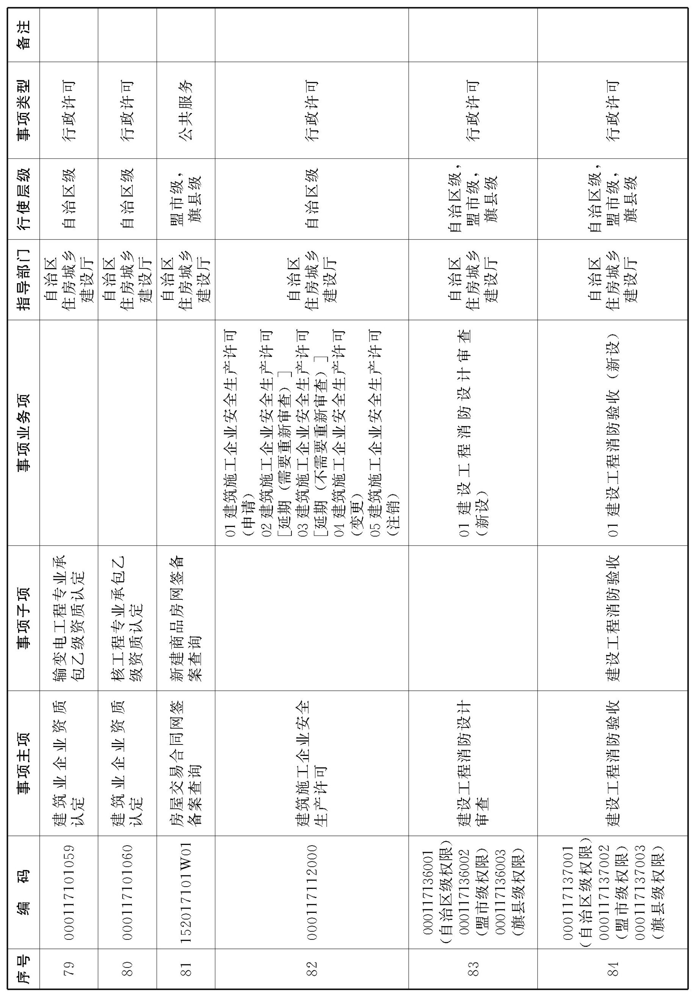 序号
编 码
事项主项
事项子项
事项业务项
指导部门
行使层级
事项类型
备注
79
000117101059
建筑业企业资质
认定
输变电工程专业承
包乙级资质认定
自治区
住房城乡
建设厅
自治区级
行政许可
80
000117101060
建筑业企业资质
认定
核工程专业承包乙
级资质认定
自治区
住房城乡
建设厅
自治区级
行政许可
81
152017101W01
房屋交易合同网签
备案查询
新建商品房网签备
案查询
自治区
住房城乡
建设厅
盟市级，
旗县级
公共服务
82
000117112000
建筑施工企业安全
生产许可
01 建筑施工企业安全生产许可
（申请）
02 建筑施工企业安全生产许可
［延期（需要重新审查）］
03 建筑施工企业安全生产许可
［延期（不需要重新审查）］
04 建筑施工企业安全生产许可
（变更）
05 建筑施工企业安全生产许可
（注销）
自治区
住房城乡
建设厅
自治区级
行政许可
83
000117136001
（自治区级权限）
000117136002
（盟市级权限）
000117136003
（旗县级权限）
建设工程消防设计
审查
01 建设工程消防设计审查
（新设）
自治区
住房城乡
建设厅
自治区级，
盟市级，
旗县级
行政许可
84
000117137001
（自治区级权限）
000117137002
（盟市级权限）
000117137003
（旗县级权限）
建设工程消防验收
建设工程消防验收
01 建设工程消防验收（新设）
自治区
住房城乡
建设厅
自治区级，
盟市级，
旗县级
行政许可